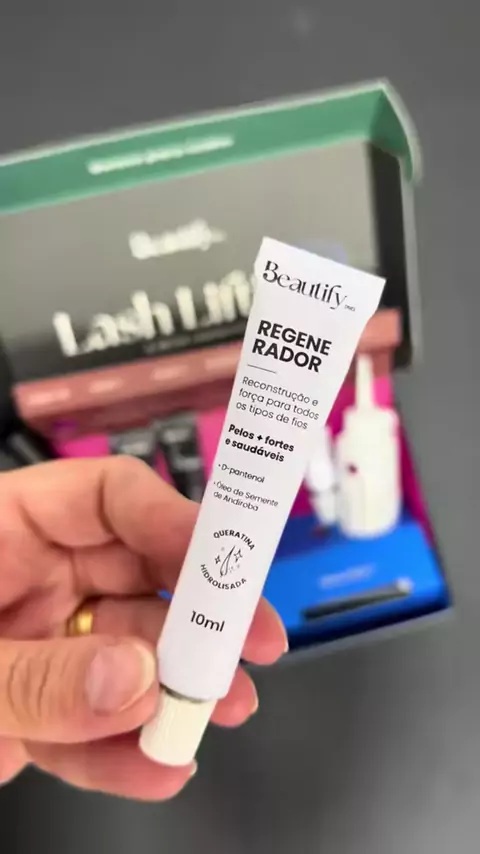 Beautify
Lash Lift
Beautify
REGENE
RADOR
Reconstrução e
força para todos
os tipos de fios
Pelos + fortes
e saudáveis
• D-pantenol
• Óleo de Semente
de Andiroba
QUERATINA
HIDROLISADA
10ml